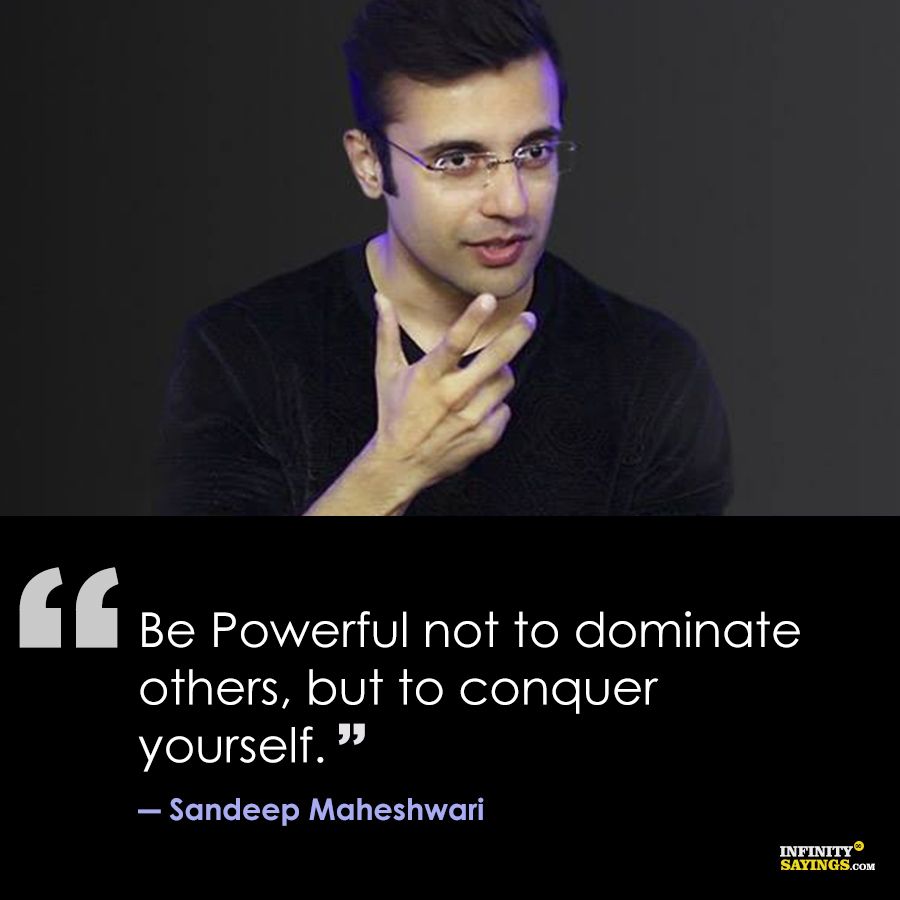 “ Be Powerful not to dominate
others, but to conquer
yourself. ”
— Sandeep Maheshwari
INFINITY
SAYINGS.COM